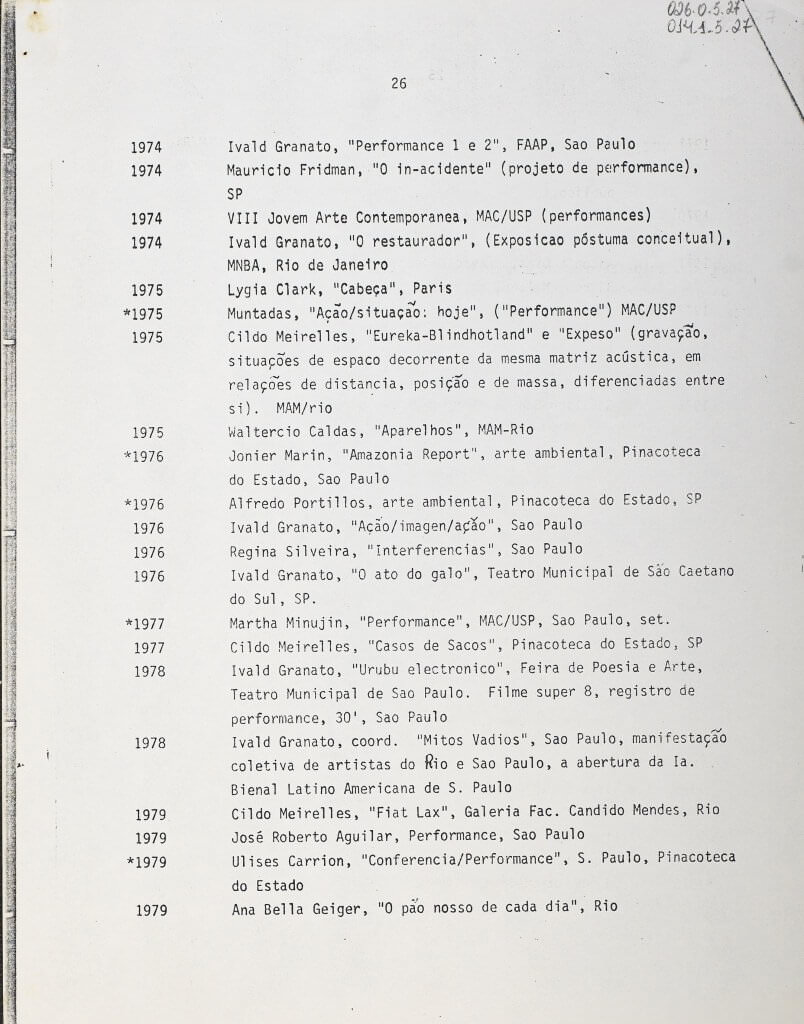 026.0.5.27
014.1.5.27
26
1974 Ivald Granato, "Performance 1 e 2", FAAP, Sao Paulo
1974 Mauricio Fridman, "O in-acidente" (projeto de performance),
SP
1974 VIII Jovem Arte Contemporanea, MAC/USP (performances)
1974 Ivald Granato, "O restaurador", (Exposicao póstuma conceitual),
MNBA, Rio de Janeiro
1975 Lygia Clark, "Cabeça", Paris
*1975 Muntadas, "Ação/situação: hoje", ("Performance") MAC/USP
1975 Cildo Meirelles, "Eureka-Blindhotland" e "Expeso" (gravação,
situações de espaco decorrente da mesma matriz acústica, em
relações de distancia, posição e de massa, diferenciadas entre
si). MAM/rio
1975 Waltercio Caldas, "Aparelhos", MAM-Rio
*1976 Jonier Marin, "Amazonia Report", arte ambiental, Pinacoteca
do Estado, Sao Paulo
*1976 Alfredo Portillos, arte ambiental, Pinacoteca do Estado, SP
1976 Ivald Granato, "Ação/imagen/ação", Sao Paulo
1976 Regina Silveira, "Interferencias", Sao Paulo
1976 Ivald Granato, "O ato do galo", Teatro Municipal de São Caetano
do Sul, SP.
*1977 Martha Minujin, "Performance", MAC/USP, Sao Paulo, set.
1977 Cildo Meirelles, "Casos de Sacos", Pinacoteca do Estado, SP
1978 Ivald Granato, "Urubu electronico", Feira de Poesia e Arte,
Teatro Municipal de Sao Paulo. Filme super 8, registro de
performance, 30', Sao Paulo
1978 Ivald Granato, coord. "Mitos Vadios", Sao Paulo, manifestação
coletiva de artistas do Rio e Sao Paulo, a abertura da Ia.
Bienal Latino Americana de S. Paulo
1979 Cildo Meirelles, "Fiat Lax", Galeria Fac. Candido Mendes, Rio
1979 José Roberto Aguilar, Performance, Sao Paulo
*1979 Ulises Carrion, "Conferencia/Performance", S. Paulo, Pinacoteca
do Estado
1979 Ana Bella Geiger, "O pão nosso de cada dia", Rio